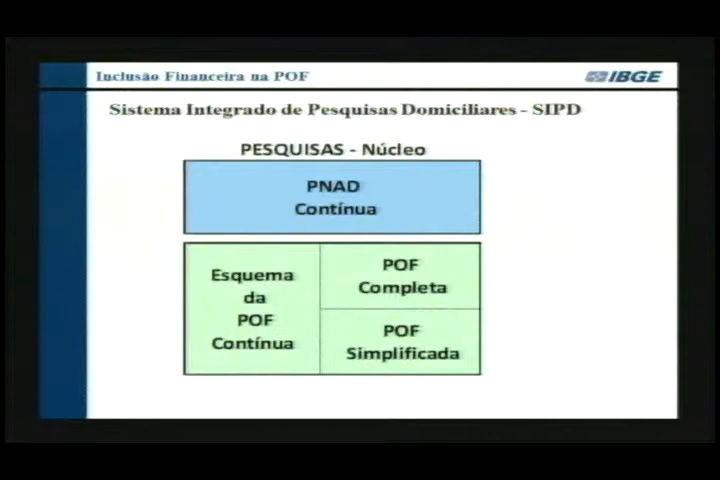 Inclusão Financeira na POF
IBGE
Sistema Integrado de Pesquisas Domiciliares - SIPD
PESQUISAS - Núcleo
PNAD
Contínua
Esquema
da
POF
Contínua
POF
Completa
POF
Simplificada